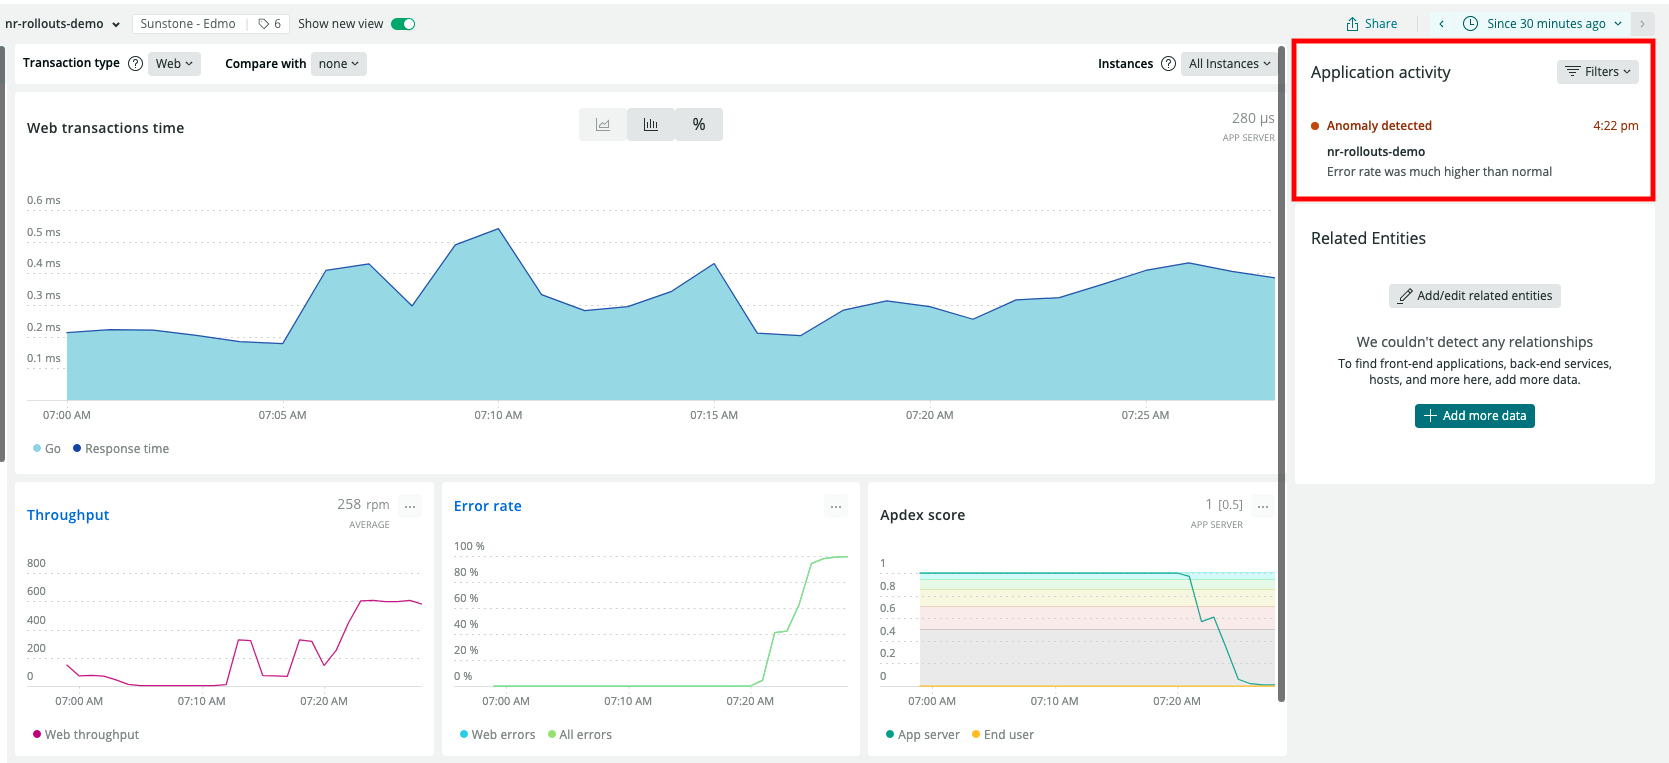 nr-rollouts-demo Sunstone - Edmo 6 Show new view Share Since 30 minutes ago
Transaction type ? Web Compare with none Instances ? All Instances
Web transactions time % 280 µs
APP SERVER
0.6 ms
0.5 ms
0.4 ms
0.3 ms
0.2 ms
0.1 ms
07:00 AM 07:05 AM 07:10 AM 07:15 AM 07:20 AM 07:25 AM
Go Response time
Throughput 258 rpm ...
AVERAGE
800
600
400
200
0
07:00 AM 07:10 AM 07:20 AM
Web throughput
Error rate ...
100 %
80 %
60 %
40 %
20 %
0 %
07:00 AM 07:10 AM 07:20 AM
Web errors All errors
Apdex score 1 [0.5] ...
APP SERVER
1
0.8
0.6
0.4
0.2
0
07:00 AM 07:10 AM 07:20 AM
App server End user
Application activity Filters
Anomaly detected 4:22 pm
nr-rollouts-demo
Error rate was much higher than normal
Related Entities
Add/edit related entities
We couldn't detect any relationships
To find front-end applications, back-end services,
hosts, and more here, add more data.
+ Add more data